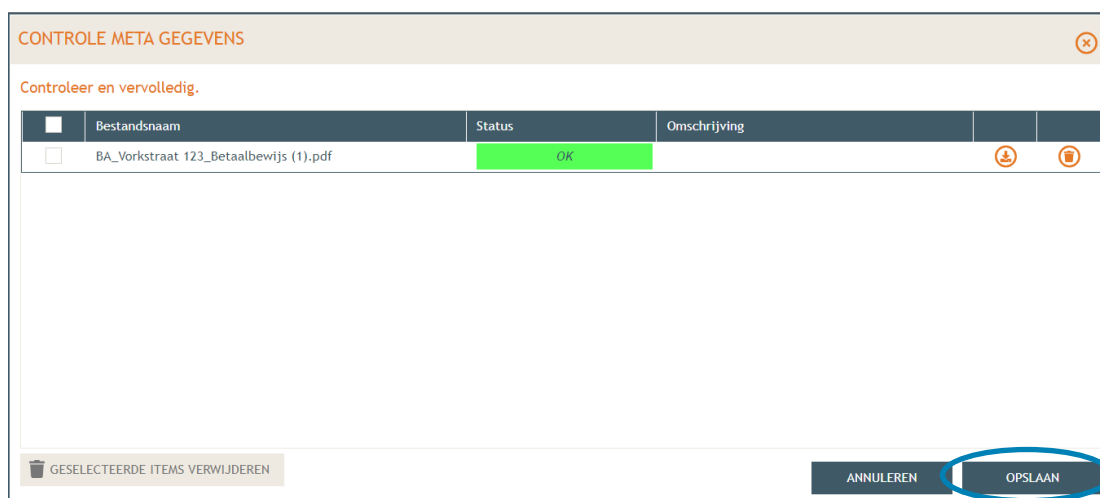 CONTROLE META GEGEVENS
Controleer en vervolledig.
Bestandsnaam Status Omschrijving
BA_Vorkstraat 123_Betaalbewijs (1).pdf OK
GESELECTEERDE ITEMS VERWIJDEREN
ANNULEREN OPSLAAN